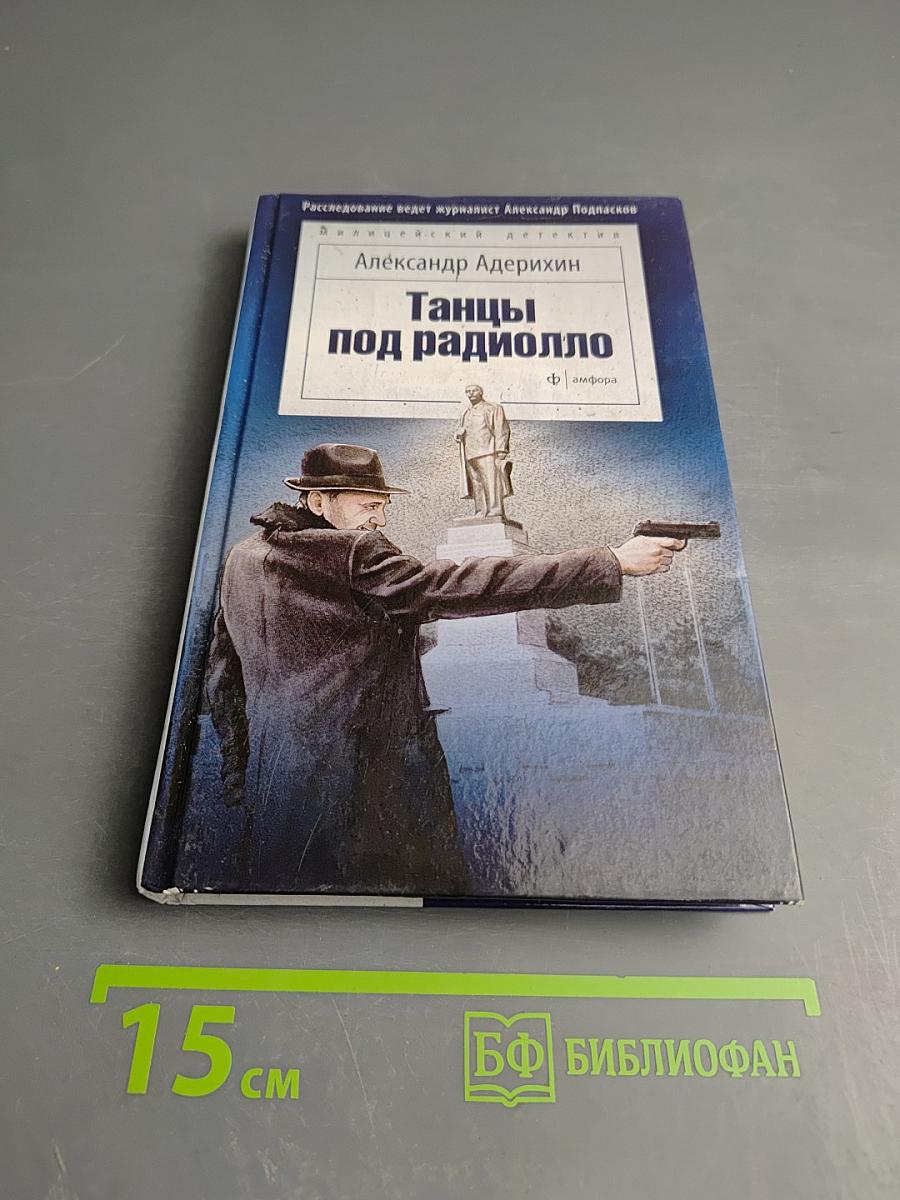 Расследование ведет журналист Александр Подпасков
милицейский детектив
Александр Адерихин
Танцы
под радиолло
ф | амфора
15 см
БФ БИБЛИОФАН